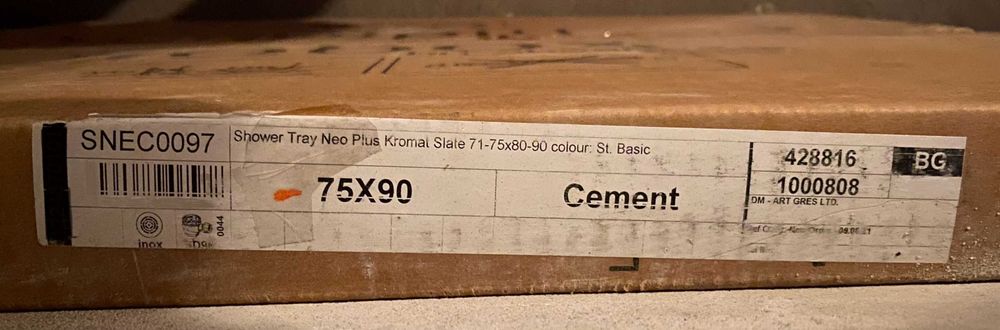 SNEC0097
Shower Tray Neo Plus Kromat Slate 71-75x80-90 colour: St. Basic
75X90
Cement
428816
1000808
BG
DM - ART GRES LTD.
inox
0044